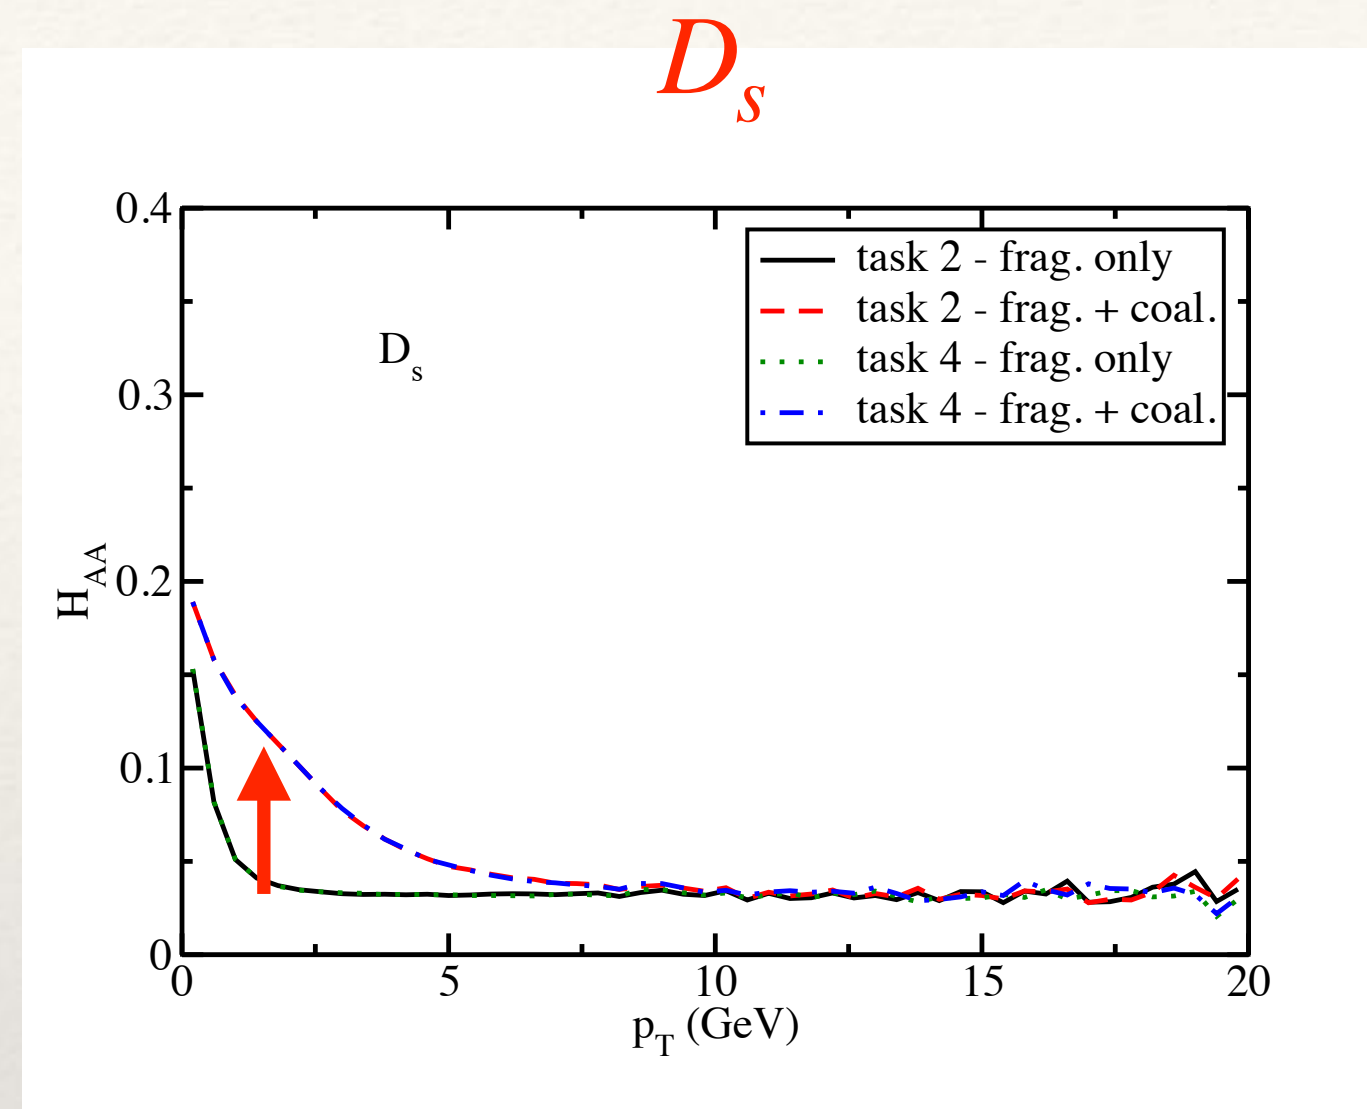 D_s
0.4
0.3
0.2
0.1
0
H_AA
D_s
task 2 - frag. only
task 2 - frag. + coal.
task 4 - frag. only
task 4 - frag. + coal.
0 5 10 15 20
p_T (GeV)